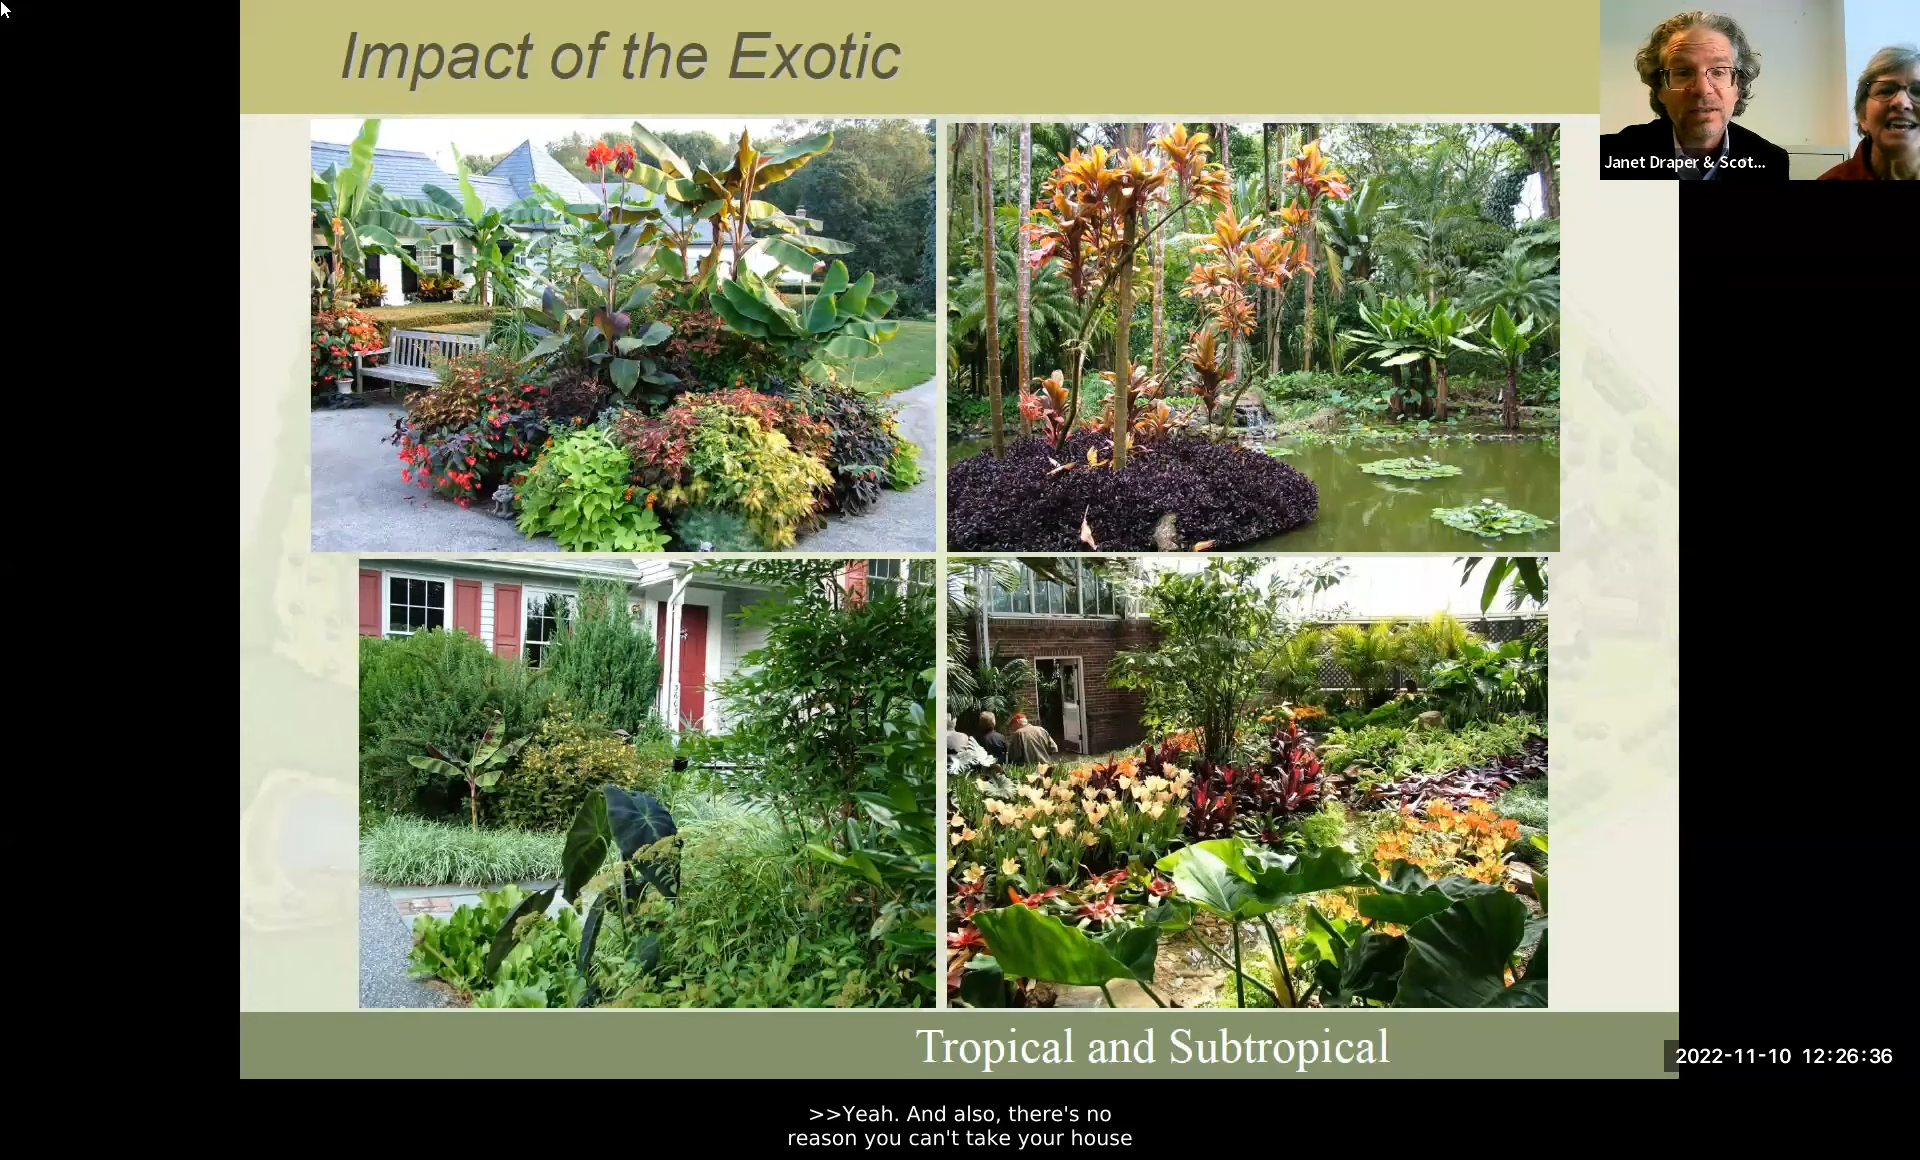 Impact of the Exotic
Janet Draper & Scot...
Tropical and Subtropical
2022-11-10 12:26:36
>>Yeah. And also, there's no
reason you can't take your house